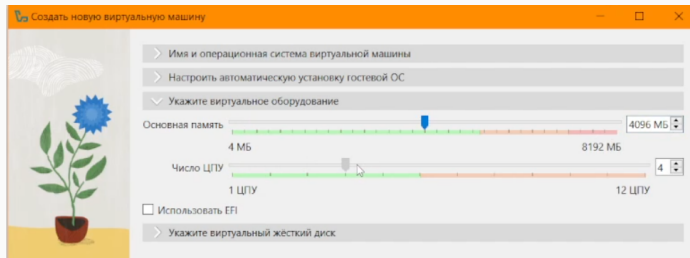 Создать новую виртуальную машину
Имя и операционная система виртуальной машины
Настроить автоматическую установку гостевой ОС
Укажите виртуальное оборудование
Основная память 4096 МБ
4 МБ 8192 МБ
Число ЦПУ 4
1 ЦПУ 12 ЦПУ
Использовать EFI
Укажите виртуальный жёсткий диск